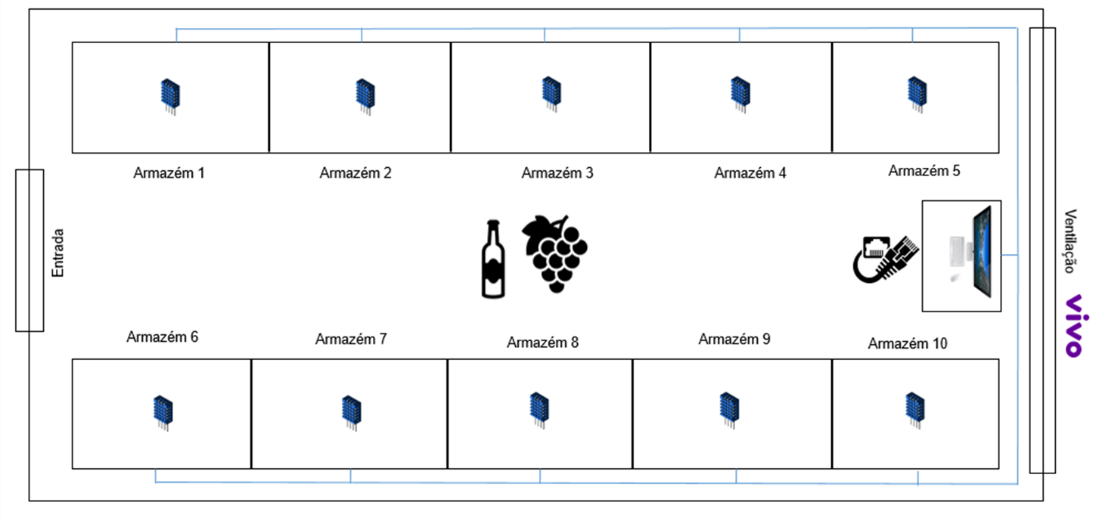 Armazém 1
Armazém 2
Armazém 3
Armazém 4
Armazém 5
Entrada
Ventilação
vivo
Armazém 6
Armazém 7
Armazém 8
Armazém 9
Armazém 10